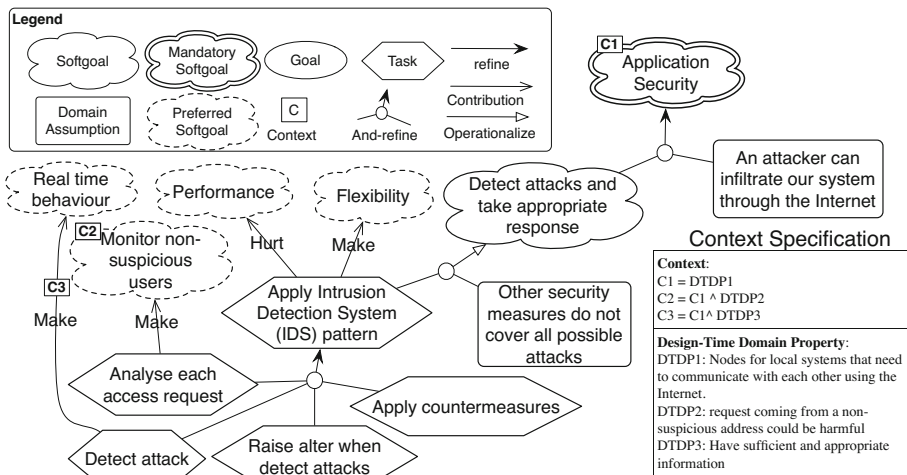 Legend
Softgoal
Mandatory
Softgoal
Goal
Task
refine
Contribution
Domain
Assumption
Preferred
Softgoal
C
Context
And-refine
Operationalize
C1
Application
Security
An attacker can
infiltrate our system
through the Internet
Real time
behaviour
Performance
Flexibility
Detect attacks and
take appropriate
response
C2
Monitor non-
suspicious
users
Hurt
Make
C3
Make
Make
Apply Intrusion
Detection System
(IDS) pattern
Other security
measures do not
cover all possible
attacks
Analyse each
access request
Apply countermeasures
Detect attack
Raise alter when
detect attacks
Context Specification
Context:
C1 = DTDP1
C2 = C1 ^ DTDP2
C3 = C1^ DTDP3
Design-Time Domain Property:
DTDP1: Nodes for local systems that need
to communicate with each other using the
Internet.
DTDP2: request coming from a non-
suspicious address could be harmful
DTDP3: Have sufficient and appropriate
information